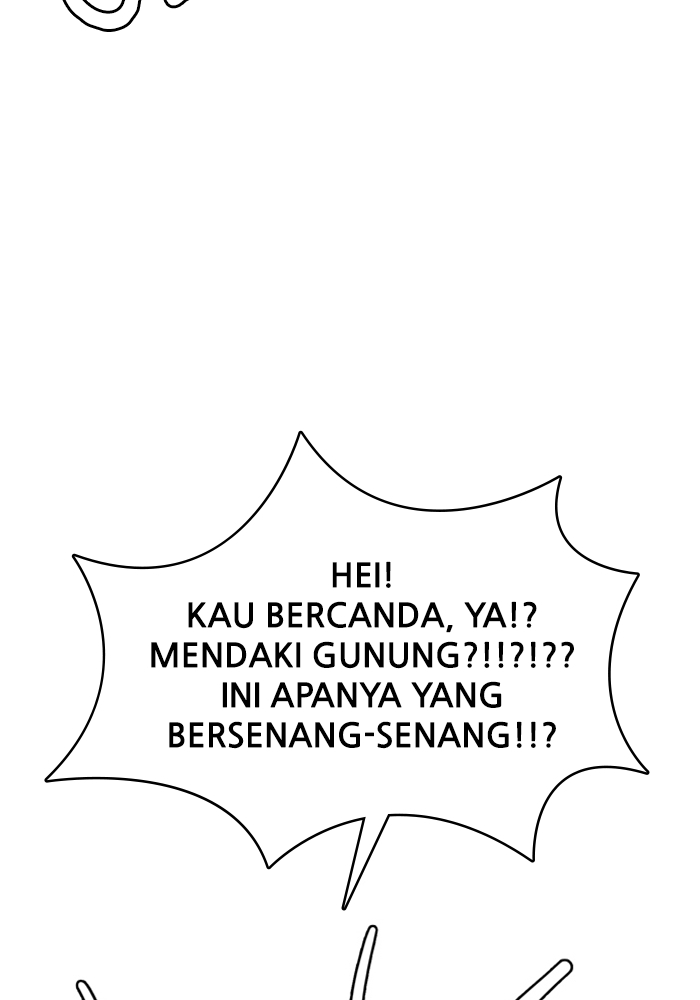 HEI!
KAU BERCANDA, YA!?
MENDAKI GUNUNG?!!?!??
INI APANYA YANG
BERSENANG-SENANG!!?